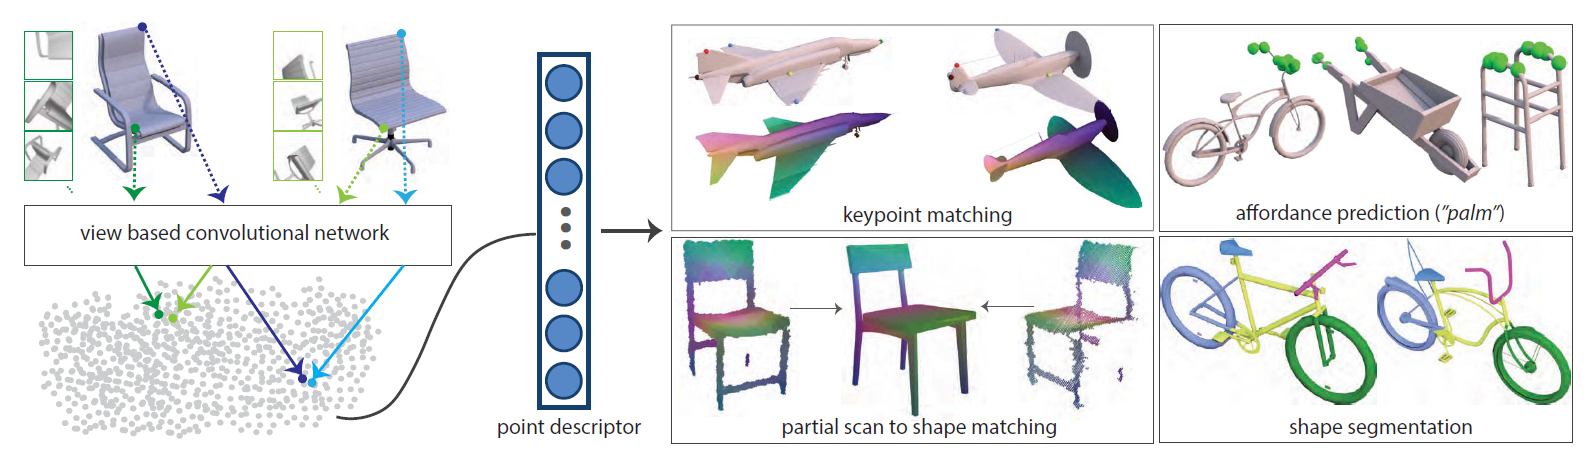 view based convolutional network
point descriptor
keypoint matching
affordance prediction ("palm")
partial scan to shape matching
shape segmentation